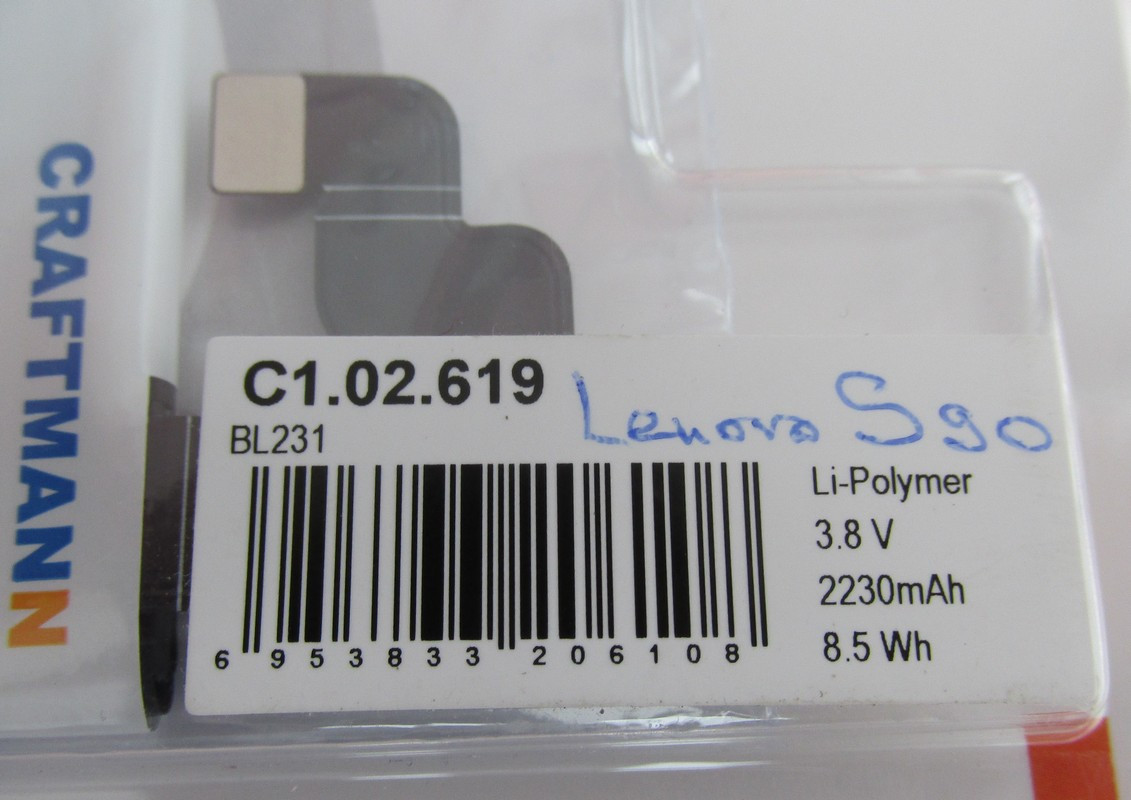 CRAFTMANN
C1.02.619
BL231
Lenovo S90
Li-Polymer
3.8 V
2230mAh
8.5 Wh
6 953833 206108